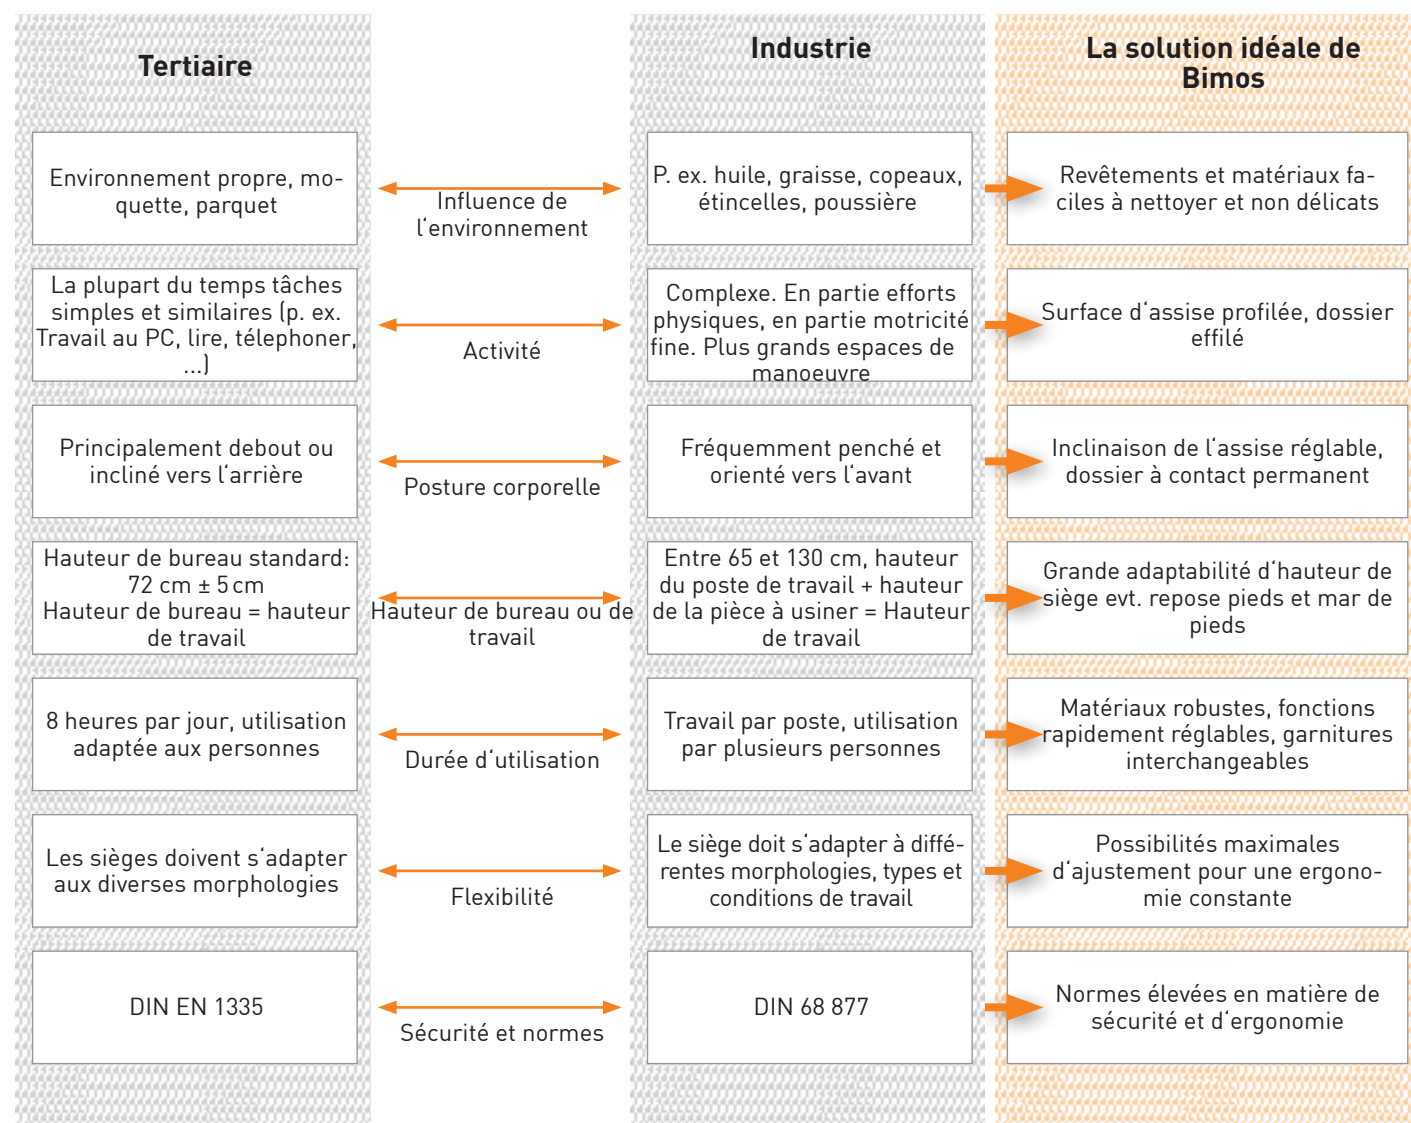 Tertiaire
Industrie
La solution idéale de
Bimos
Environnement propre, mo-
quette, parquet
Influence de
l‘environnement
P. ex. huile, graisse, copeaux,
étincelles, poussière
Revêtements et matériaux fa-
ciles à nettoyer et non délicats
La plupart du temps tâches
simples et similaires (p. ex.
Travail au PC, lire, télephoner,
...)
Activité
Complexe. En partie efforts
physiques, en partie motricité
fine. Plus grands espaces de
manoeuvre
Surface d‘assise profilée, dossier
effilé
Principalement debout ou
incliné vers l‘arrière
Posture corporelle
Fréquemment penché et
orienté vers l‘avant
Inclinaison de l‘assise réglable,
dossier à contact permanent
Hauteur de bureau standard:
72 cm ± 5 cm
Hauteur de bureau = hauteur
de travail
Hauteur de bureau ou de
travail
Entre 65 et 130 cm, hauteur
du poste de travail + hauteur
de la pièce à usiner = Hauteur
de travail
Grande adaptabilité d‘hauteur de
siège evt. repose pieds et mar de
pieds
8 heures par jour, utilisation
adaptée aux personnes
Durée d‘utilisation
Travail par poste, utilisation
par plusieurs personnes
Matériaux robustes, fonctions
rapidement réglables, garnitures
interchangeables
Les sièges doivent s‘adapter
aux diverses morphologies
Flexibilité
Le siège doit s‘adapter à diffé-
rentes morphologies, types et
conditions de travail
Possibilités maximales
d‘ajustement pour une ergono-
mie constante
DIN EN 1335
Sécurité et normes
DIN 68 877
Normes élevées en matière de
sécurité et d‘ergonomie